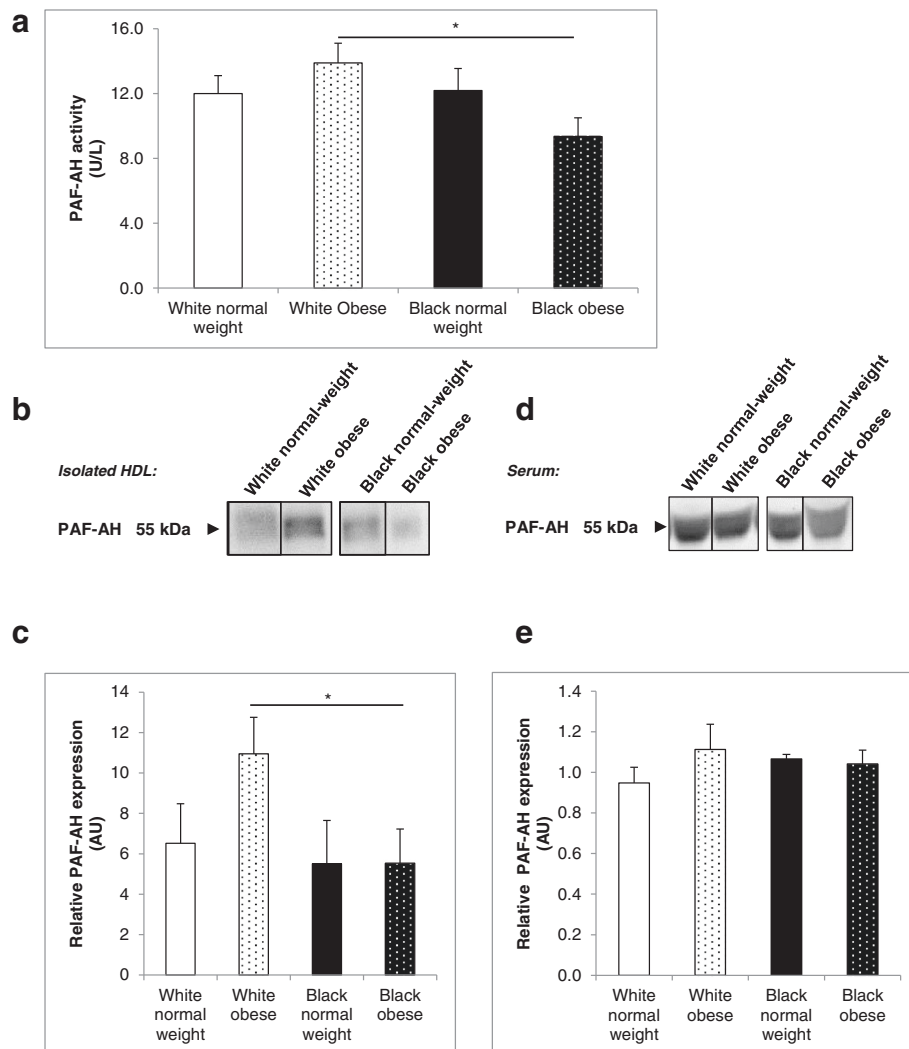 a
16.0
12.0
8.0
4.0
0.0
PAF-AH activity
(U/L)
*
White normal
weight
White Obese
Black normal
weight
Black obese
b
Isolated HDL:
White normal-weight
White obese
Black normal-weight
Black obese
PAF-AH 55 kDa
d
Serum:
White normal-weight
White obese
Black normal-weight
Black obese
PAF-AH 55 kDa
c
14
12
10
8
6
4
2
0
Relative PAF-AH expression
(AU)
*
White
normal
weight
White
obese
Black
normal
weight
Black
obese
e
1.4
1.2
1.0
0.8
0.6
0.4
0.2
0.0
Relative PAF-AH expression
(AU)
White
normal
weight
White
obese
Black
normal
weight
Black
obese